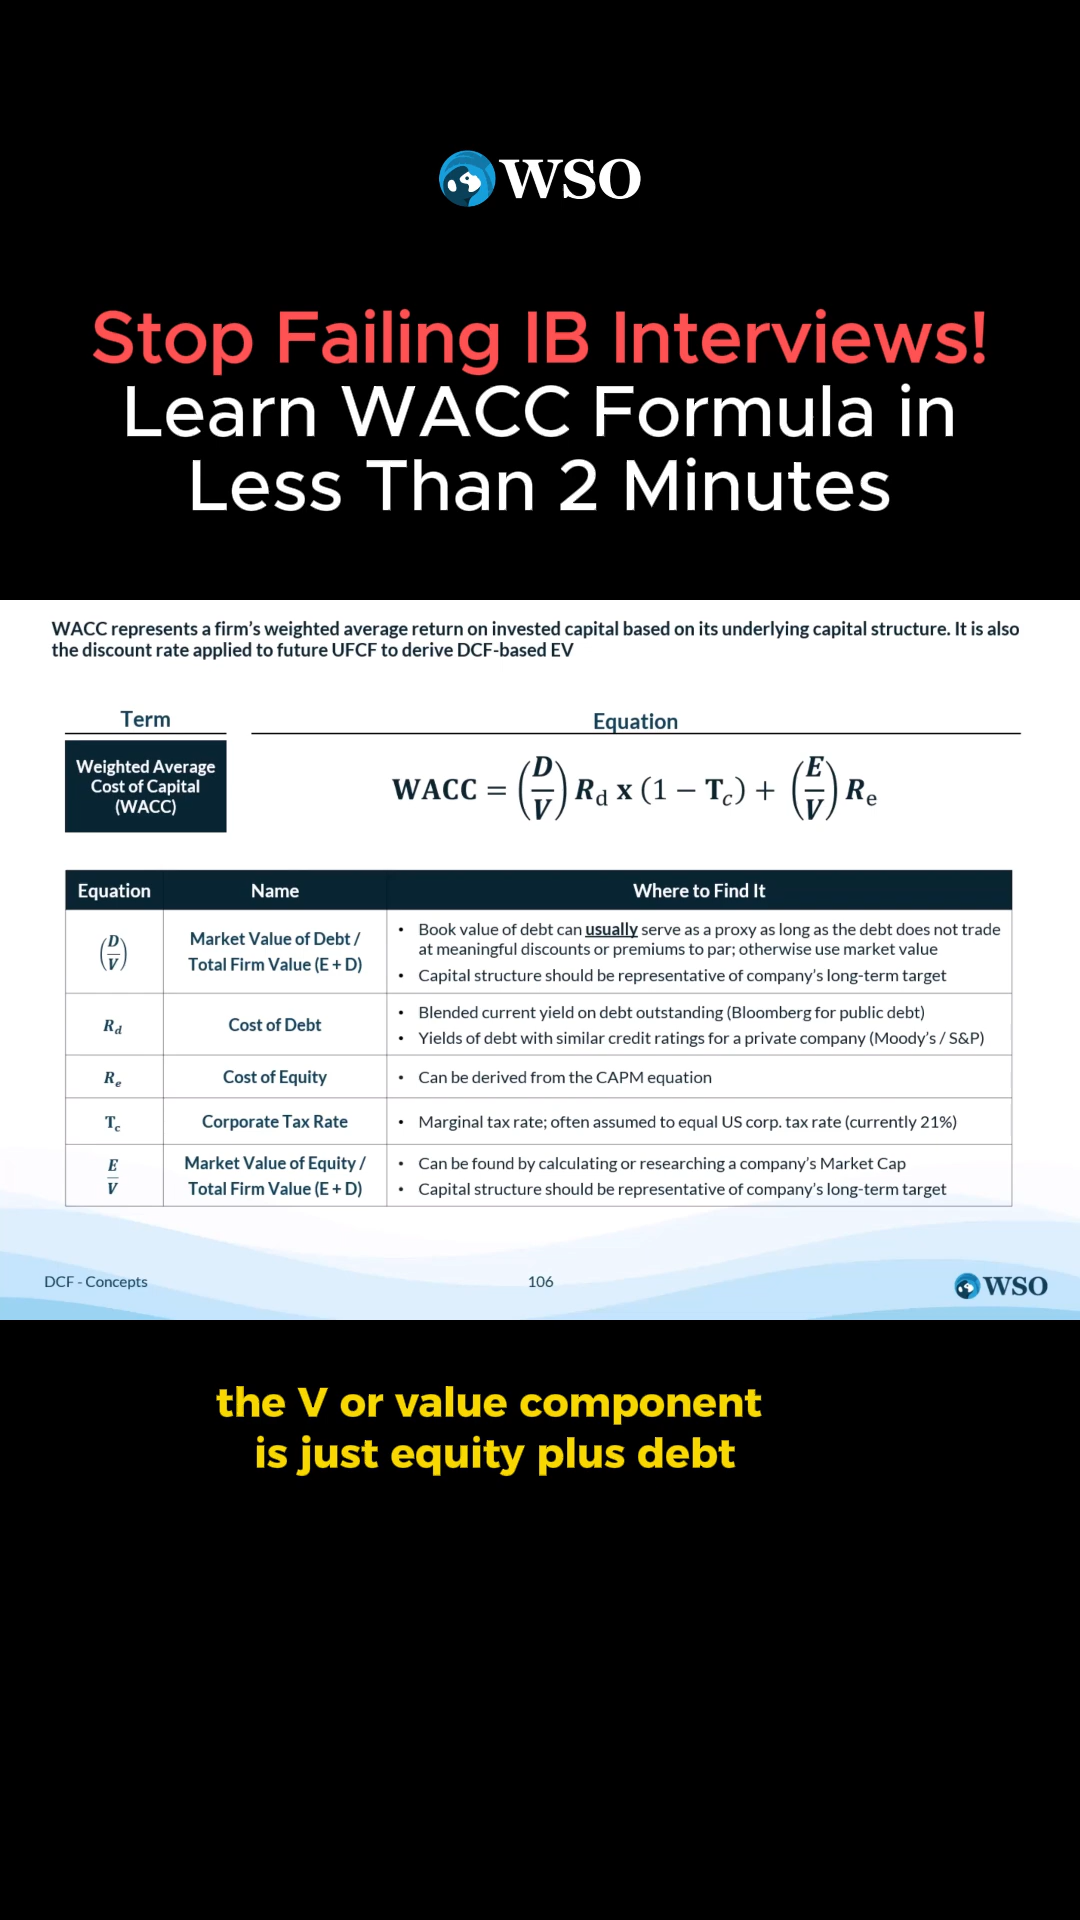 WSO
Stop Failing IB Interviews!
Learn WACC Formula in
Less Than 2 Minutes
WACC represents a firm's weighted average return on invested capital based on its underlying capital structure. It is also
the discount rate applied to future UFCF to derive DCF-based EV
Term
Equation
Weighted Average
Cost of Capital
(WACC)
WACC = (D/V) Rd x (1 − Tc) + (E/V) Re
Equation Name Where to Find It
(D/V)
Market Value of Debt /
Total Firm Value (E + D)
• Book value of debt can usually serve as a proxy as long as the debt does not trade
at meaningful discounts or premiums to par; otherwise use market value
• Capital structure should be representative of company's long-term target
Rd
Cost of Debt
• Blended current yield on debt outstanding (Bloomberg for public debt)
• Yields of debt with similar credit ratings for a private company (Moody's / S&P)
Re
Cost of Equity
• Can be derived from the CAPM equation
Tc
Corporate Tax Rate
• Marginal tax rate; often assumed to equal US corp. tax rate (currently 21%)
E/V
Market Value of Equity /
Total Firm Value (E + D)
• Can be found by calculating or researching a company's Market Cap
• Capital structure should be representative of company's long-term target
DCF - Concepts
106
WSO
the V or value component
is just equity plus debt